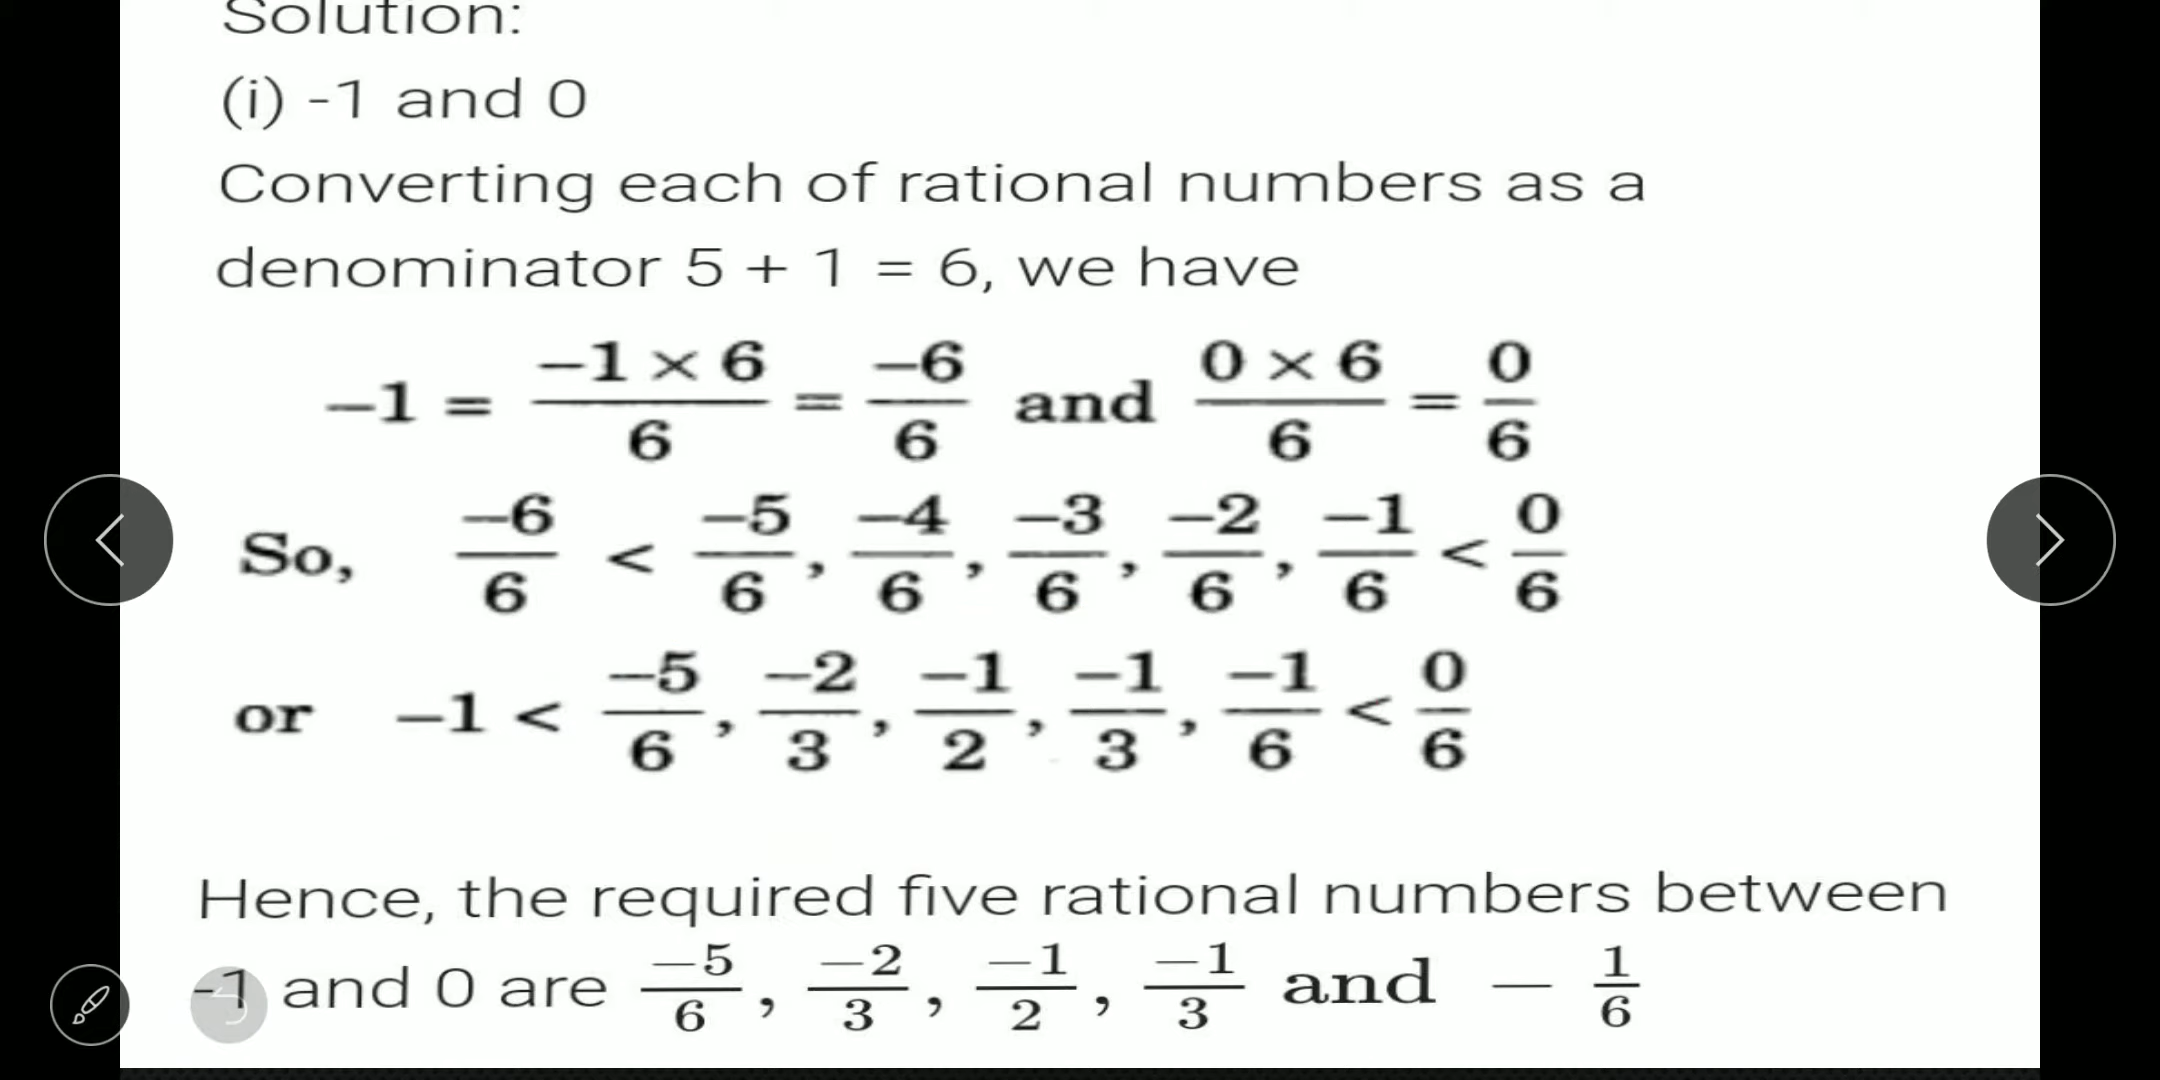 Solution:
(i) -1 and 0
Converting each of rational numbers as a
denominator 5 + 1 = 6, we have
−1 = −1 × 6/6 = −6/6 and 0 × 6/6 = 0/6
So, −6/6 < −5/6, −4/6, −3/6, −2/6, −1/6 < 0/6
or −1 < −5/6, −2/3, −1/2, −1/3, −1/6 < 0/6
Hence, the required five rational numbers between
-1 and 0 are −5/6, −2/3, −1/2, −1/3 and − 1/6